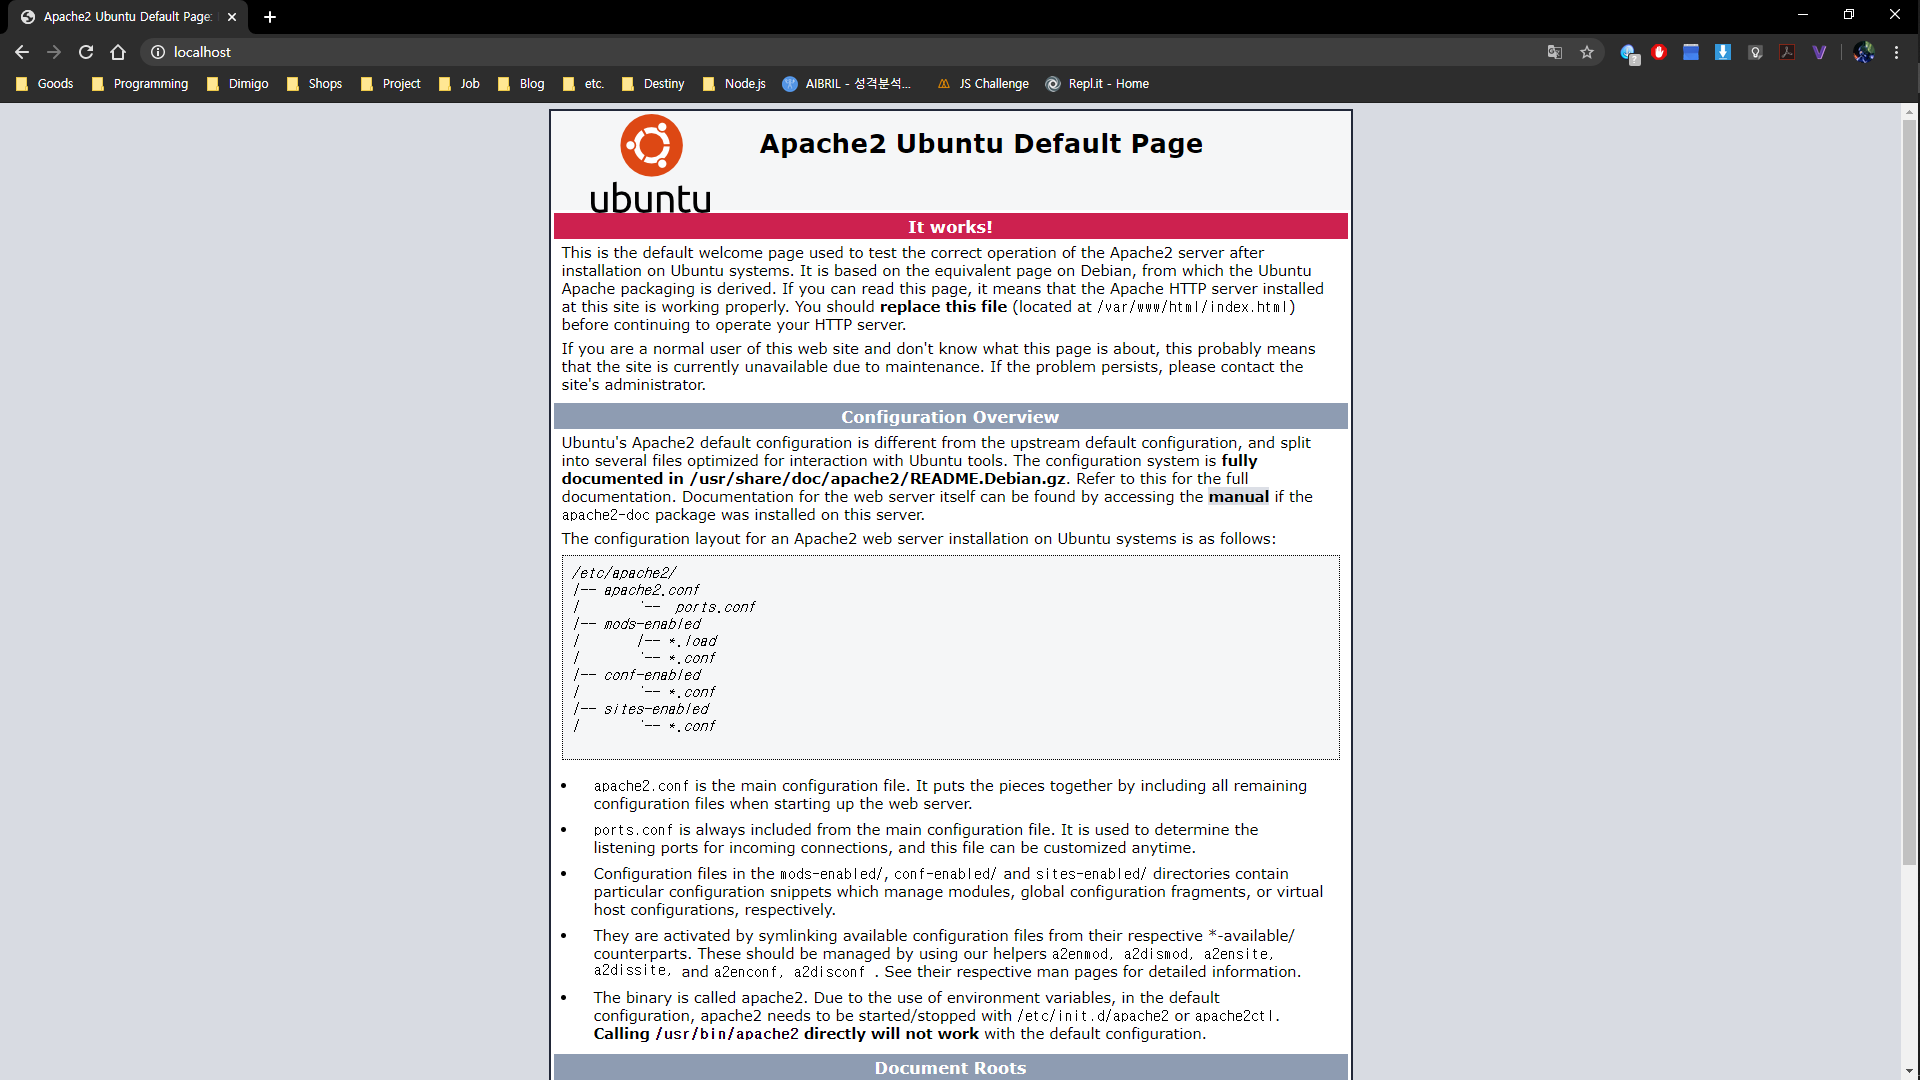 Apache2 Ubuntu Default Page:
localhost
Goods Programming Dimigo Shops Project Job Blog etc. Destiny Node.js AIBRIL - 성격분석... JS Challenge Repl.it - Home
ubuntu
Apache2 Ubuntu Default Page
It works!
This is the default welcome page used to test the correct operation of the Apache2 server after
installation on Ubuntu systems. It is based on the equivalent page on Debian, from which the Ubuntu
Apache packaging is derived. If you can read this page, it means that the Apache HTTP server installed
at this site is working properly. You should replace this file (located at /var/www/html/index.html)
before continuing to operate your HTTP server.
If you are a normal user of this web site and don't know what this page is about, this probably means
that the site is currently unavailable due to maintenance. If the problem persists, please contact the
site's administrator.
Configuration Overview
Ubuntu's Apache2 default configuration is different from the upstream default configuration, and split
into several files optimized for interaction with Ubuntu tools. The configuration system is fully
documented in /usr/share/doc/apache2/README.Debian.gz. Refer to this for the full
documentation. Documentation for the web server itself can be found by accessing the manual if the
apache2-doc package was installed on this server.
The configuration layout for an Apache2 web server installation on Ubuntu systems is as follows:
/etc/apache2/
|-- apache2.conf
|       `--  ports.conf
|-- mods-enabled
|       |-- *.load
|       `-- *.conf
|-- conf-enabled
|       `-- *.conf
|-- sites-enabled
|       `-- *.conf
• apache2.conf is the main configuration file. It puts the pieces together by including all remaining
configuration files when starting up the web server.
• ports.conf is always included from the main configuration file. It is used to determine the
listening ports for incoming connections, and this file can be customized anytime.
• Configuration files in the mods-enabled/, conf-enabled/ and sites-enabled/ directories contain
particular configuration snippets which manage modules, global configuration fragments, or virtual
host configurations, respectively.
• They are activated by symlinking available configuration files from their respective *-available/
counterparts. These should be managed by using our helpers a2enmod, a2dismod, a2ensite,
a2dissite, and a2enconf, a2disconf . See their respective man pages for detailed information.
• The binary is called apache2. Due to the use of environment variables, in the default
configuration, apache2 needs to be started/stopped with /etc/init.d/apache2 or apache2ctl.
Calling /usr/bin/apache2 directly will not work with the default configuration.
Document Roots